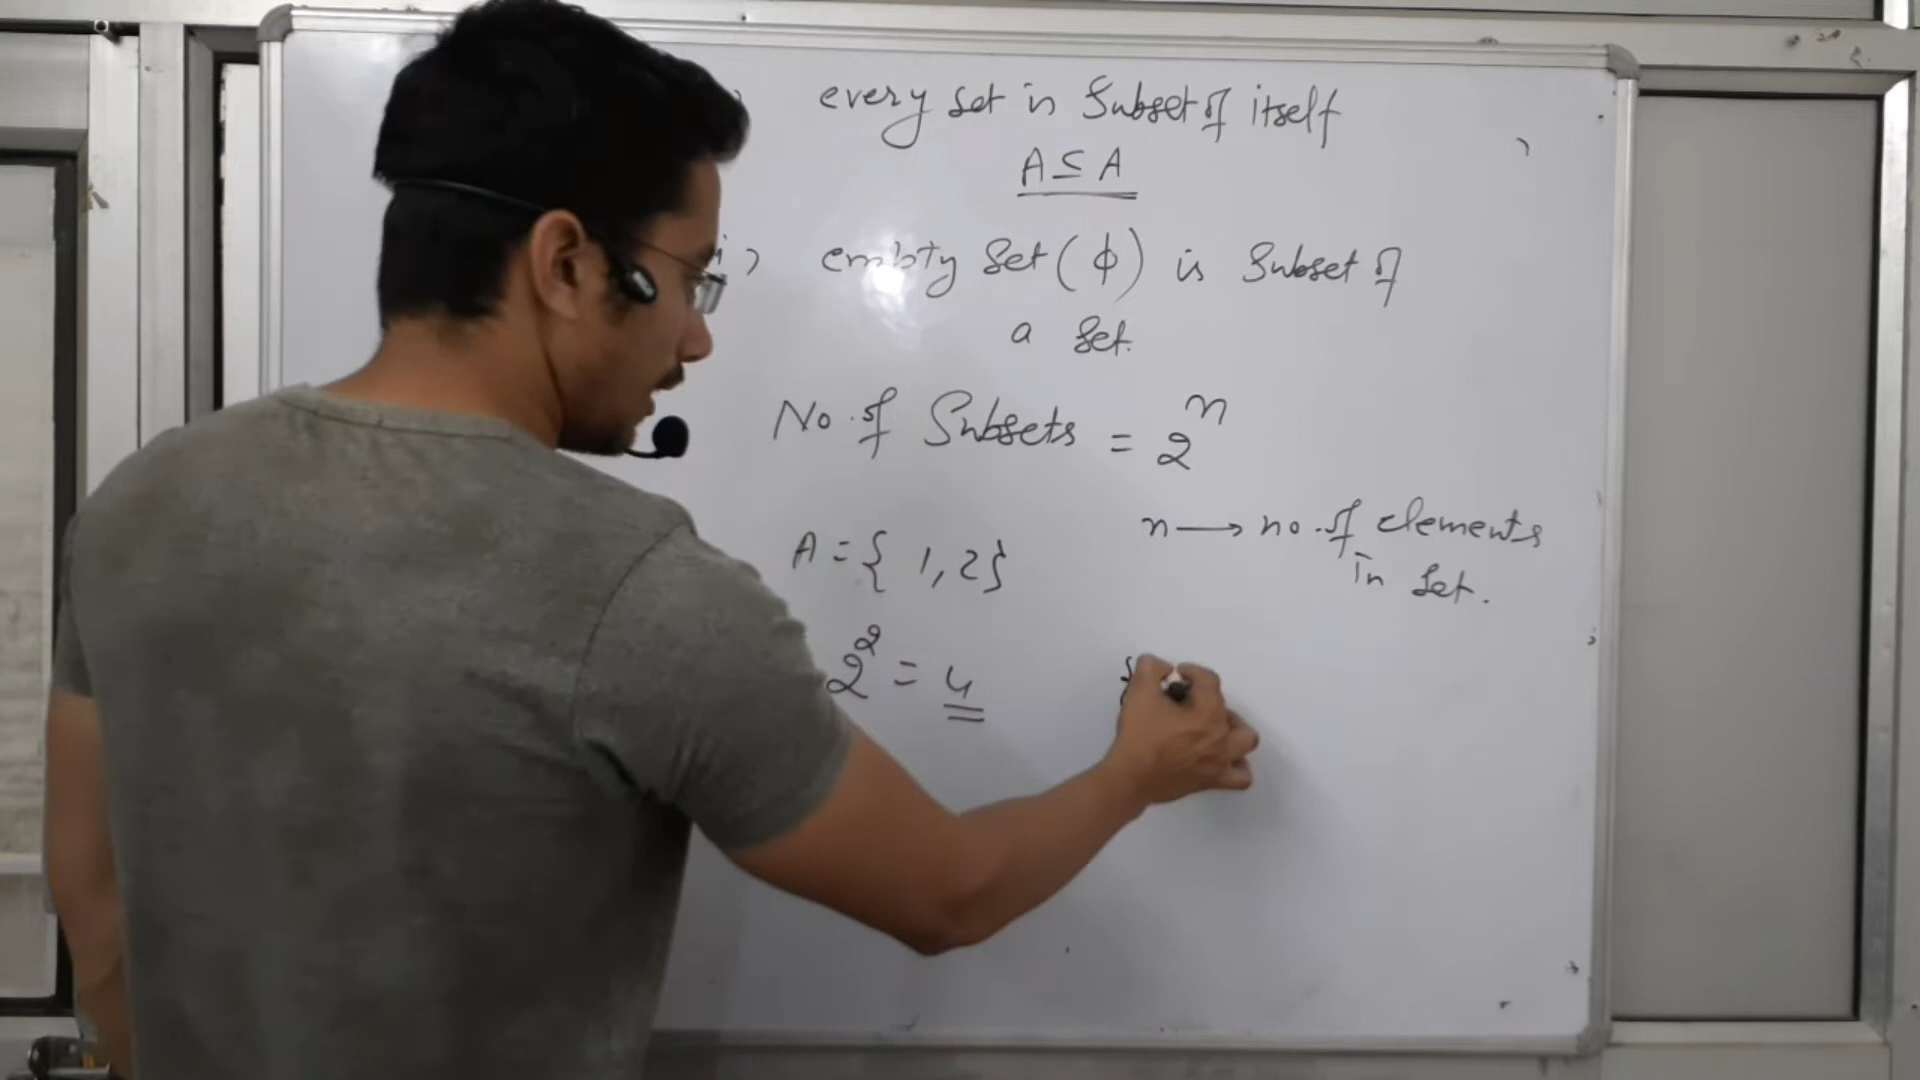 every set is Subset of itself
A ⊆ A
i) empty Set (ϕ) is Subset of
a Set.
No. of Subsets = 2^n
n → no. of elements
in Set.
A = { 1, 2}
2^2 = 4
{